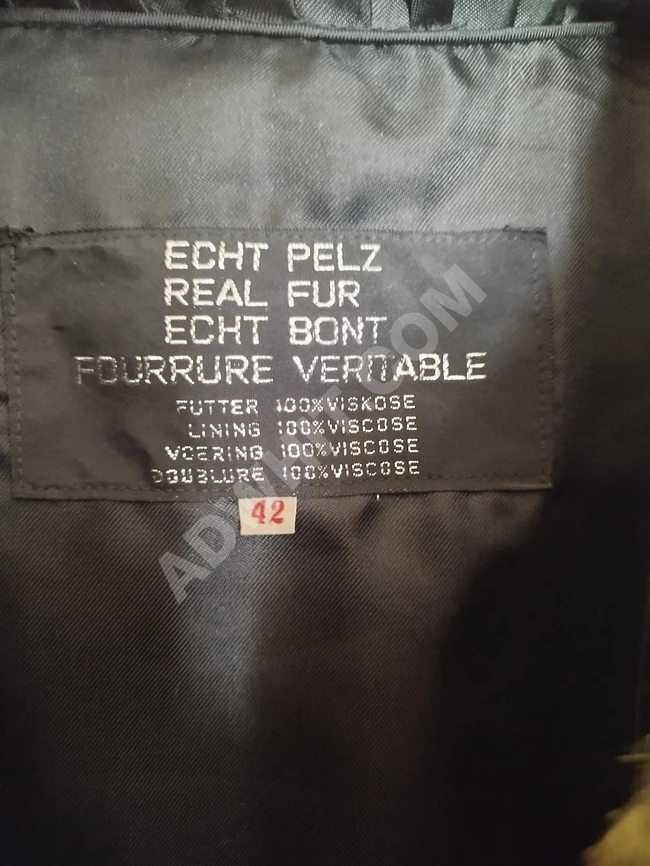 ECHT PELZ
REAL FUR
ECHT BONT
FOURRURE VERITABLE
FUTTER 100% VISKOSE
LINING 100% VISCOSE
VOERING 100% VISCOSE
DOUBLURE 100% VISCOSE
42